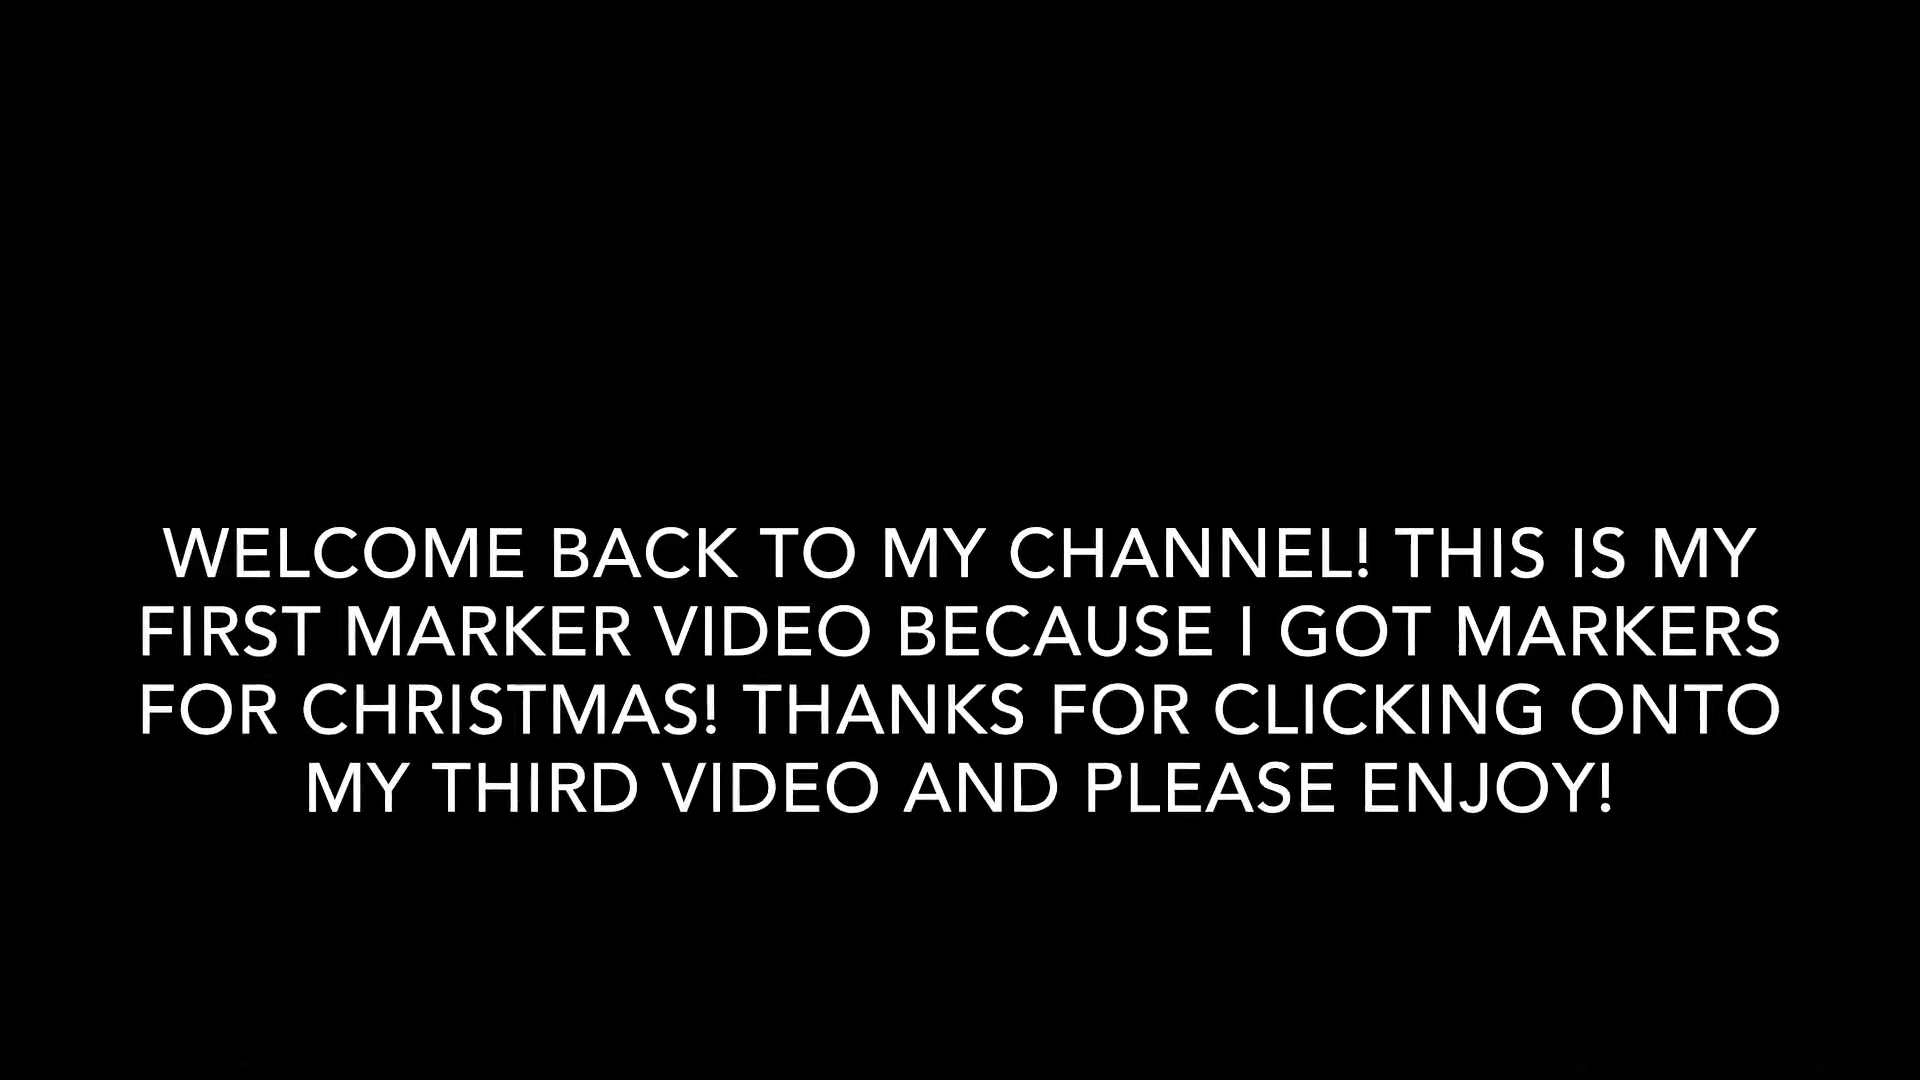 WELCOME BACK TO MY CHANNEL! THIS IS MY
FIRST MARKER VIDEO BECAUSE I GOT MARKERS
FOR CHRISTMAS! THANKS FOR CLICKING ONTO
MY THIRD VIDEO AND PLEASE ENJOY!